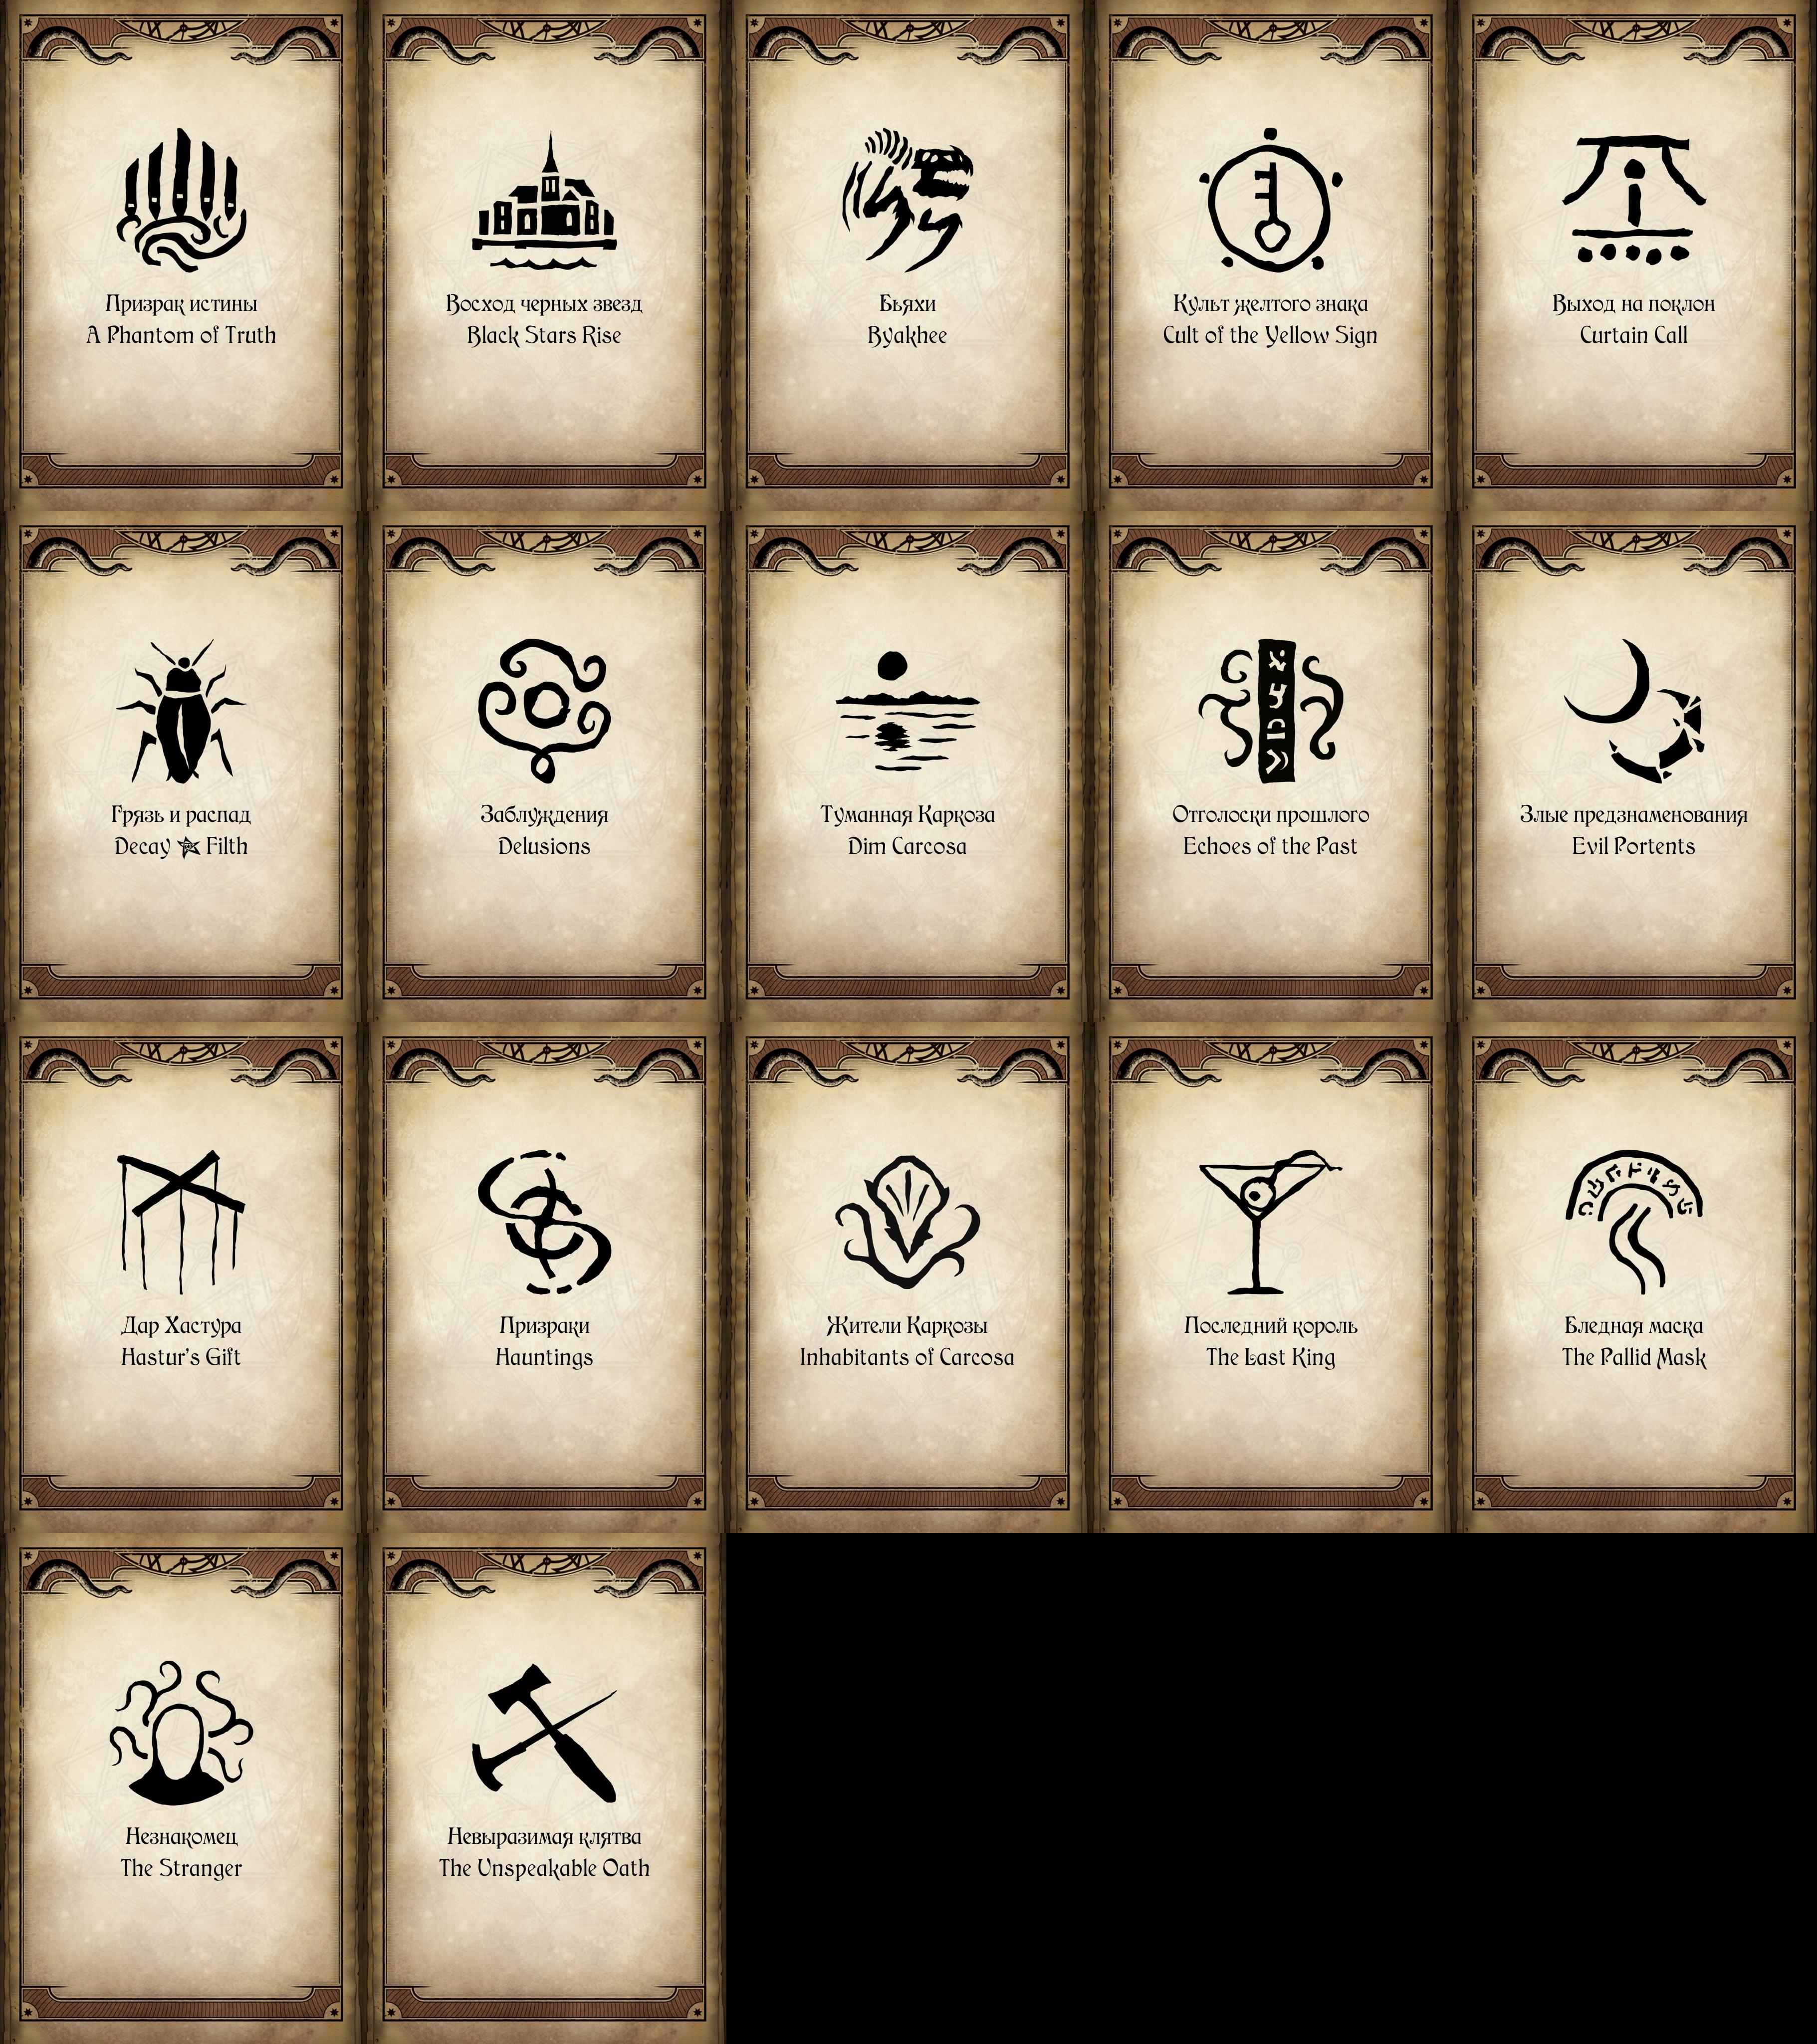 Призрак истины
A Phantom of Truth
Восход черных звезд
Black Stars Rise
Бьяхи
Byakhee
Культ желтого знака
Cult of the Yellow Sign
Выход на поклон
Curtain Call
Грязь и распад
Decay Filth
Заблуждения
Delusions
Туманная Каркоза
Dim Carcosa
Отголоски прошлого
Echoes of the Past
Злые предзнаменования
Evil Portents
Дар Хастура
Hastur's Gift
Призраки
Hauntings
Жители Каркозы
Inhabitants of Carcosa
Последний король
The Last King
Бледная маска
The Pallid Mask
Незнакомец
The Stranger
Невыразимая клятва
The Unspeakable Oath